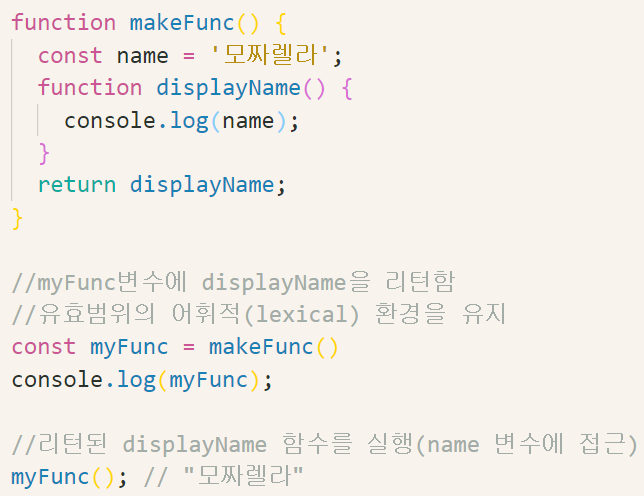 function makeFunc() {
  const name = '모짜렐라';
  function displayName() {
    console.log(name);
  }
  return displayName;
}

//myFunc변수에 displayName을 리턴함
//유효범위의 어휘적(lexical) 환경을 유지
const myFunc = makeFunc()
console.log(myFunc);

//리턴된 displayName 함수를 실행(name 변수에 접근)
myFunc(); // "모짜렐라"